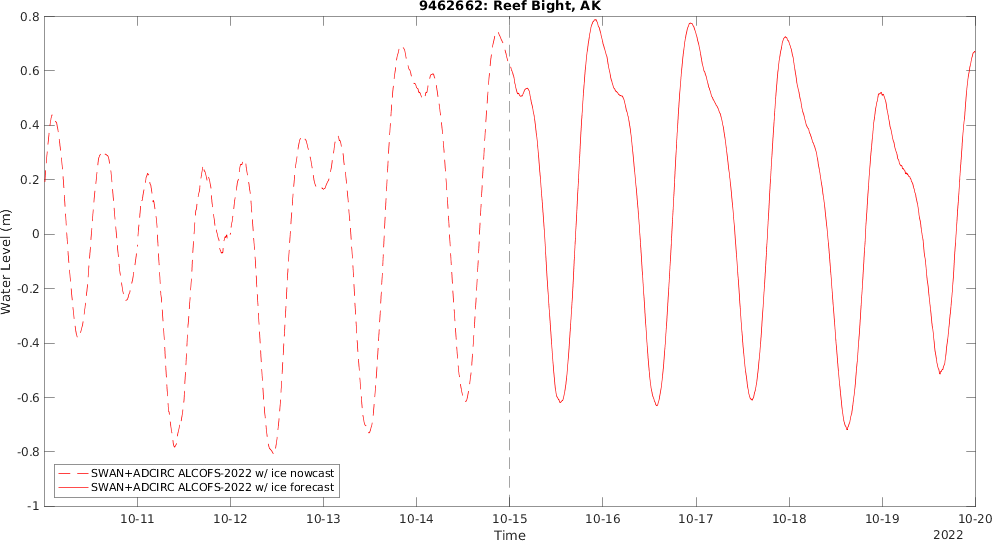 9462662: Reef Bight, AK
0.8
0.6
0.4
0.2
0
-0.2
-0.4
-0.6
-0.8
-1
Water Level (m)
SWAN+ADCIRC ALCOFS-2022 w/ ice nowcast
SWAN+ADCIRC ALCOFS-2022 w/ ice forecast
10-11 10-12 10-13 10-14 10-15 10-16 10-17 10-18 10-19 10-20
Time
2022